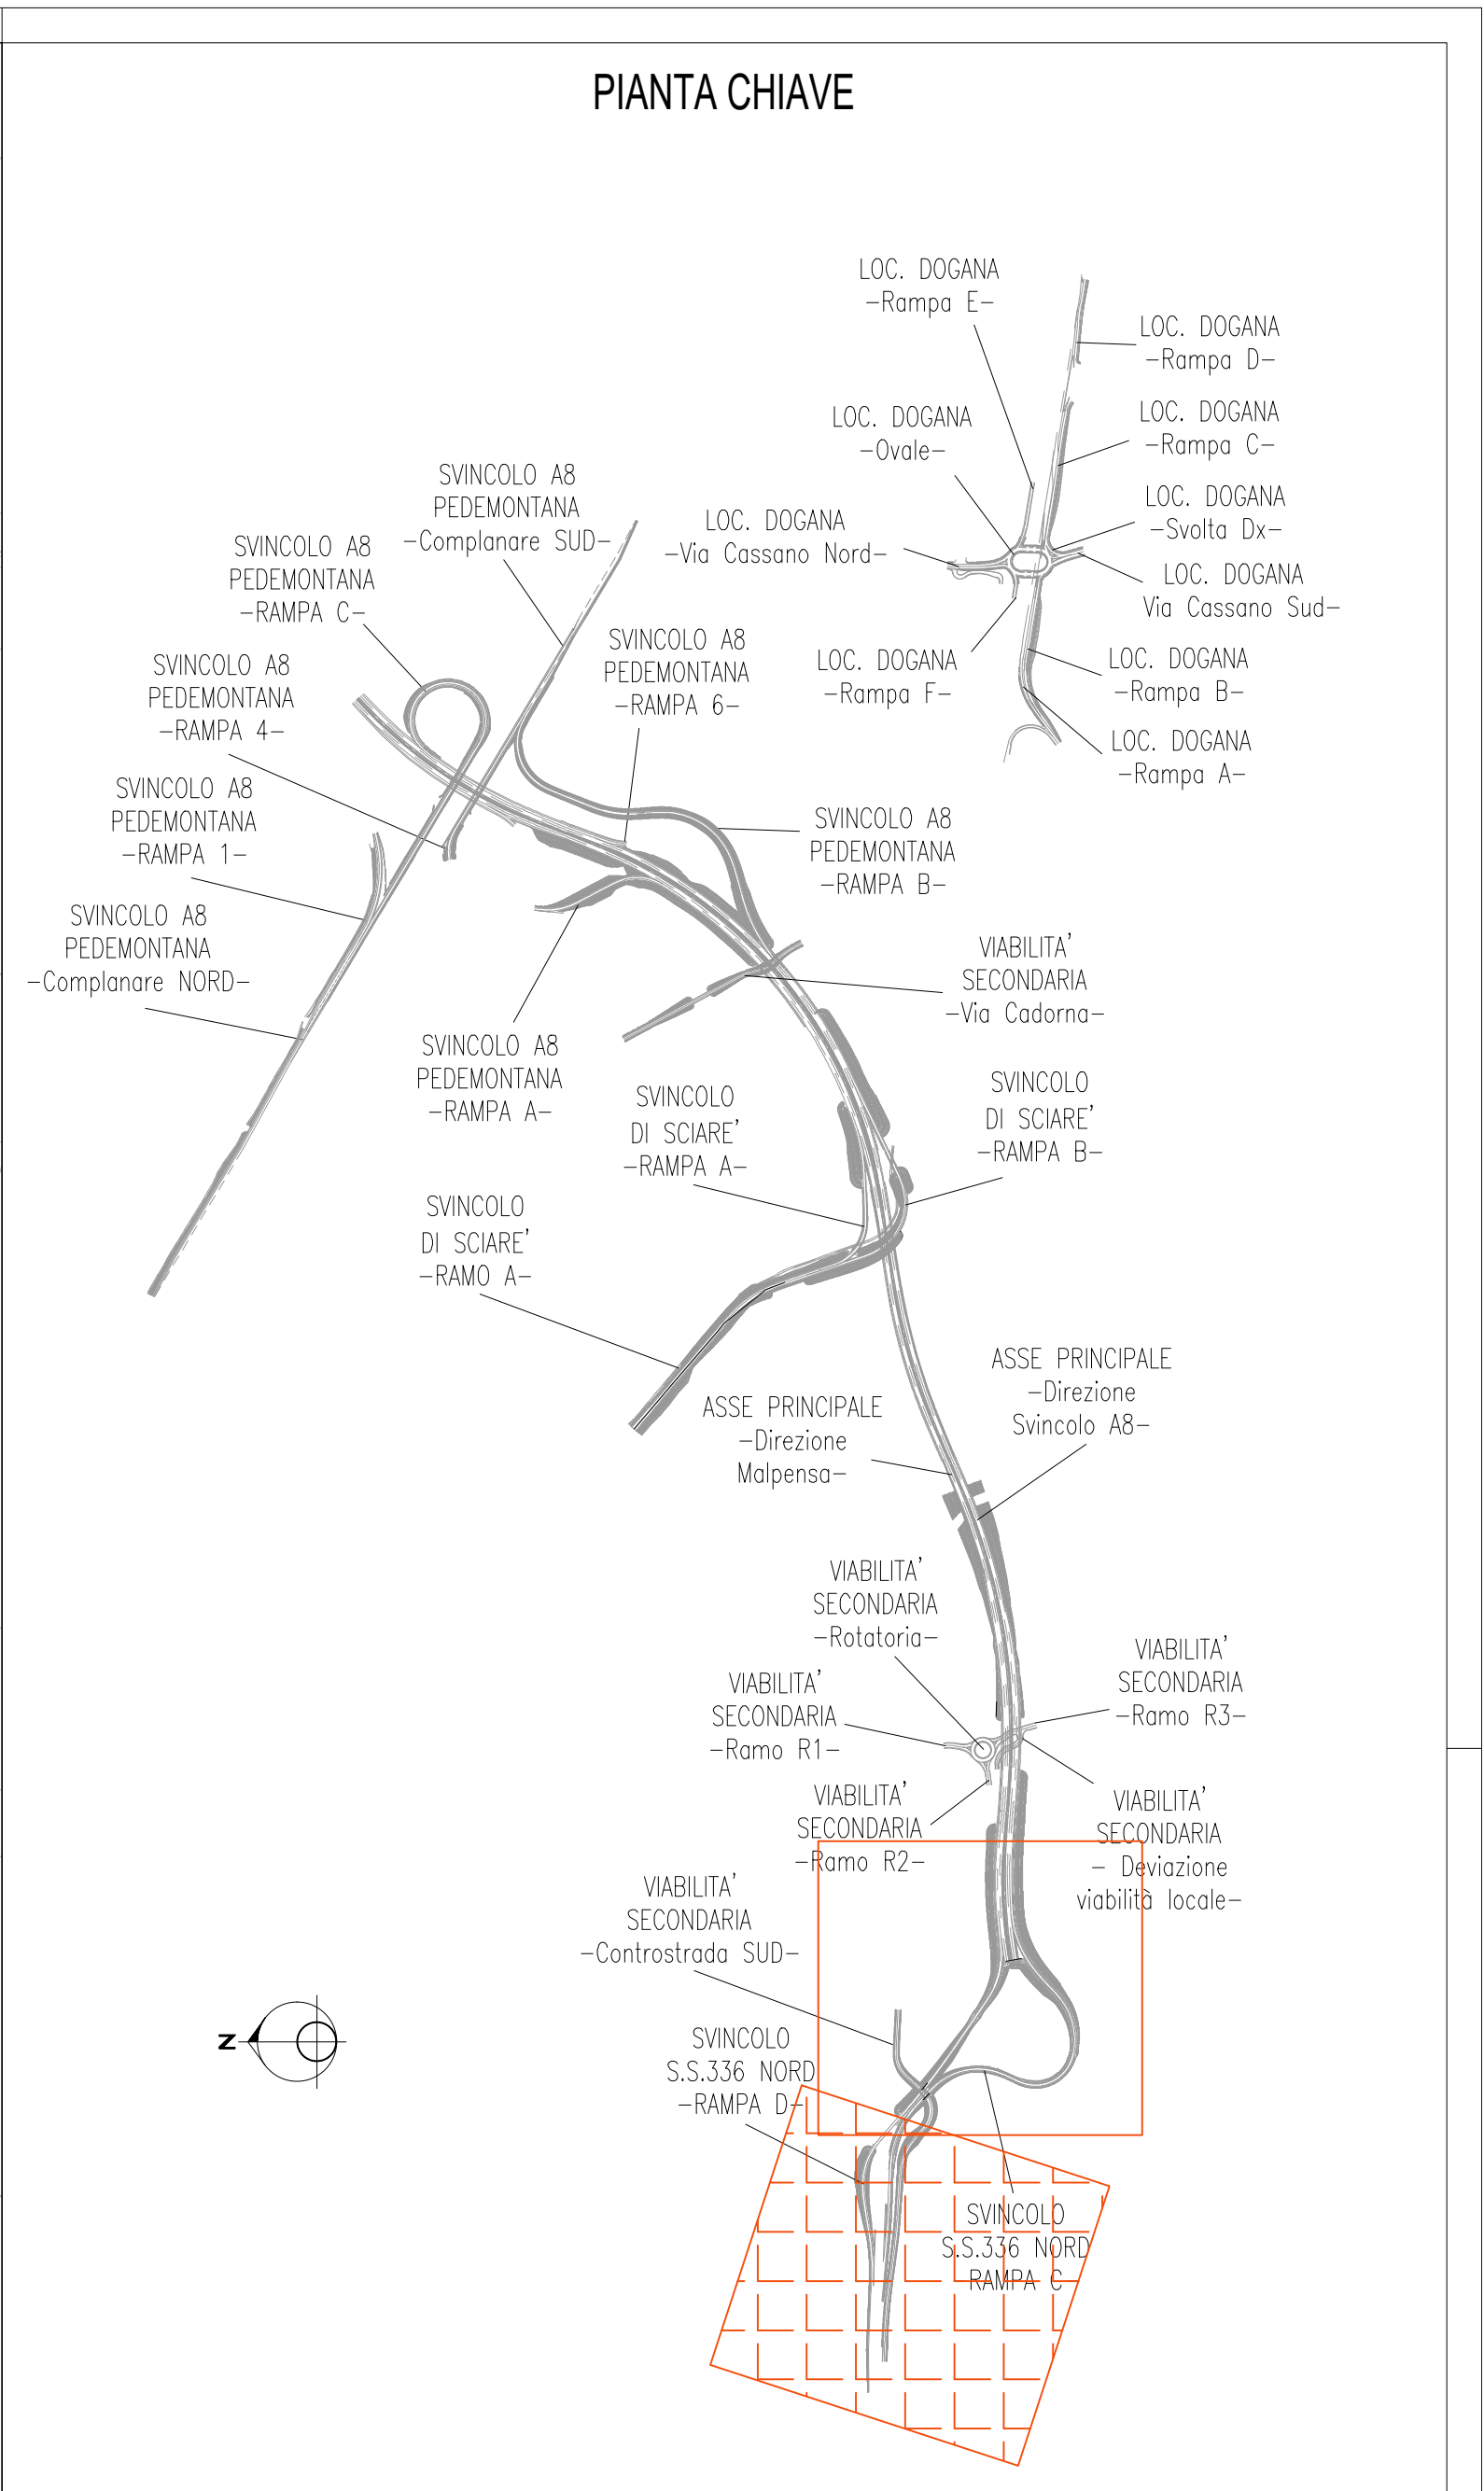 PIANTA CHIAVE
LOC. DOGANA
-Rampa E-
LOC. DOGANA
-Rampa D-
LOC. DOGANA
-Ovale-
LOC. DOGANA
-Rampa C-
SVINCOLO A8
PEDEMONTANA
-Complanare SUD-
LOC. DOGANA
-Svolta Dx-
LOC. DOGANA
-Via Cassano Nord-
SVINCOLO A8
PEDEMONTANA
-RAMPA C-
LOC. DOGANA
Via Cassano Sud-
SVINCOLO A8
PEDEMONTANA
-RAMPA 6-
LOC. DOGANA
-Rampa F-
LOC. DOGANA
-Rampa B-
SVINCOLO A8
PEDEMONTANA
-RAMPA 4-
LOC. DOGANA
-Rampa A-
SVINCOLO A8
PEDEMONTANA
-RAMPA 1-
SVINCOLO A8
PEDEMONTANA
-RAMPA B-
SVINCOLO A8
PEDEMONTANA
-Complanare NORD-
VIABILITA'
SECONDARIA
-Via Cadorna-
SVINCOLO A8
PEDEMONTANA
-RAMPA A-
SVINCOLO
DI SCIARE'
-RAMPA A-
SVINCOLO
DI SCIARE'
-RAMPA B-
SVINCOLO
DI SCIARE'
-RAMO A-
ASSE PRINCIPALE
-Direzione
Svincolo A8-
ASSE PRINCIPALE
-Direzione
Malpensa-
VIABILITA'
SECONDARIA
-Rotatoria-
VIABILITA'
SECONDARIA
-Ramo R3-
VIABILITA'
SECONDARIA
-Ramo R1-
VIABILITA'
SECONDARIA
-Ramo R2-
VIABILITA'
SECONDARIA
- Deviazione
viabilità locale-
VIABILITA'
SECONDARIA
-Controstrada SUD-
N
SVINCOLO
S.S.336 NORD
-RAMPA D-
SVINCOLO
S.S.336 NORD
RAMPA C